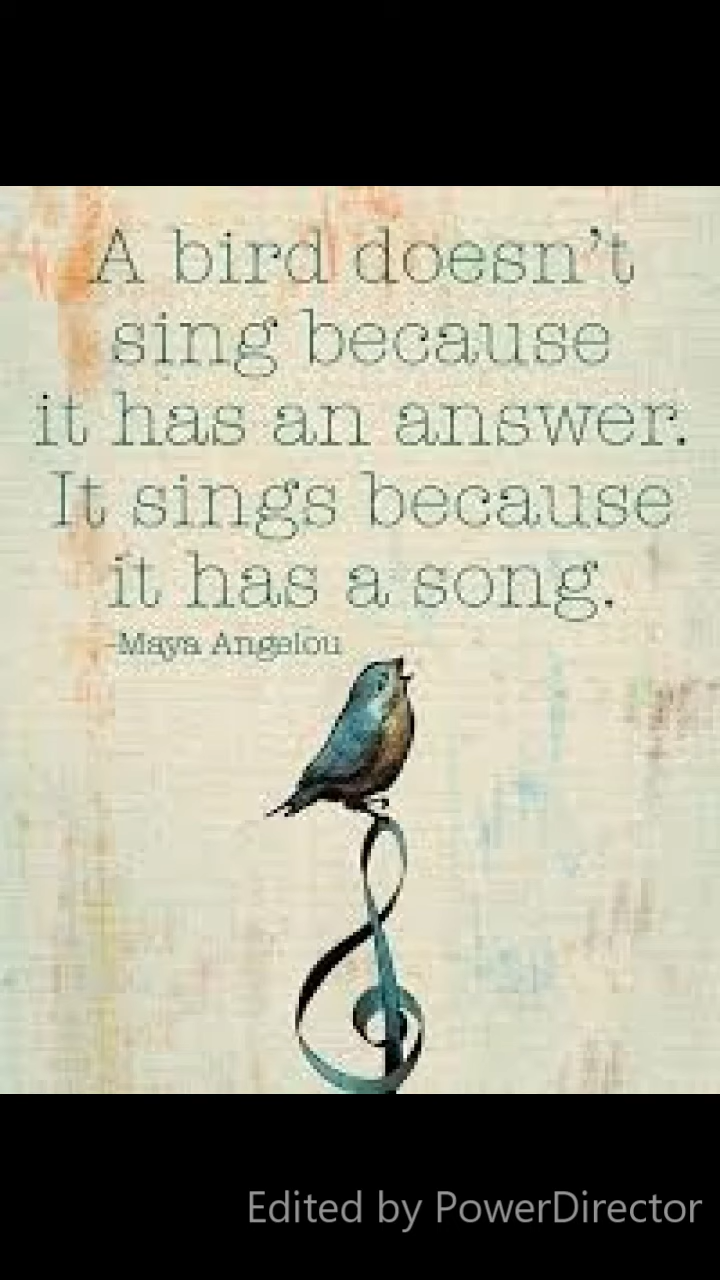 A bird doesn't
sing because
it has an answer.
It sings because
it has a song.
-Maya Angelou
Edited by PowerDirector